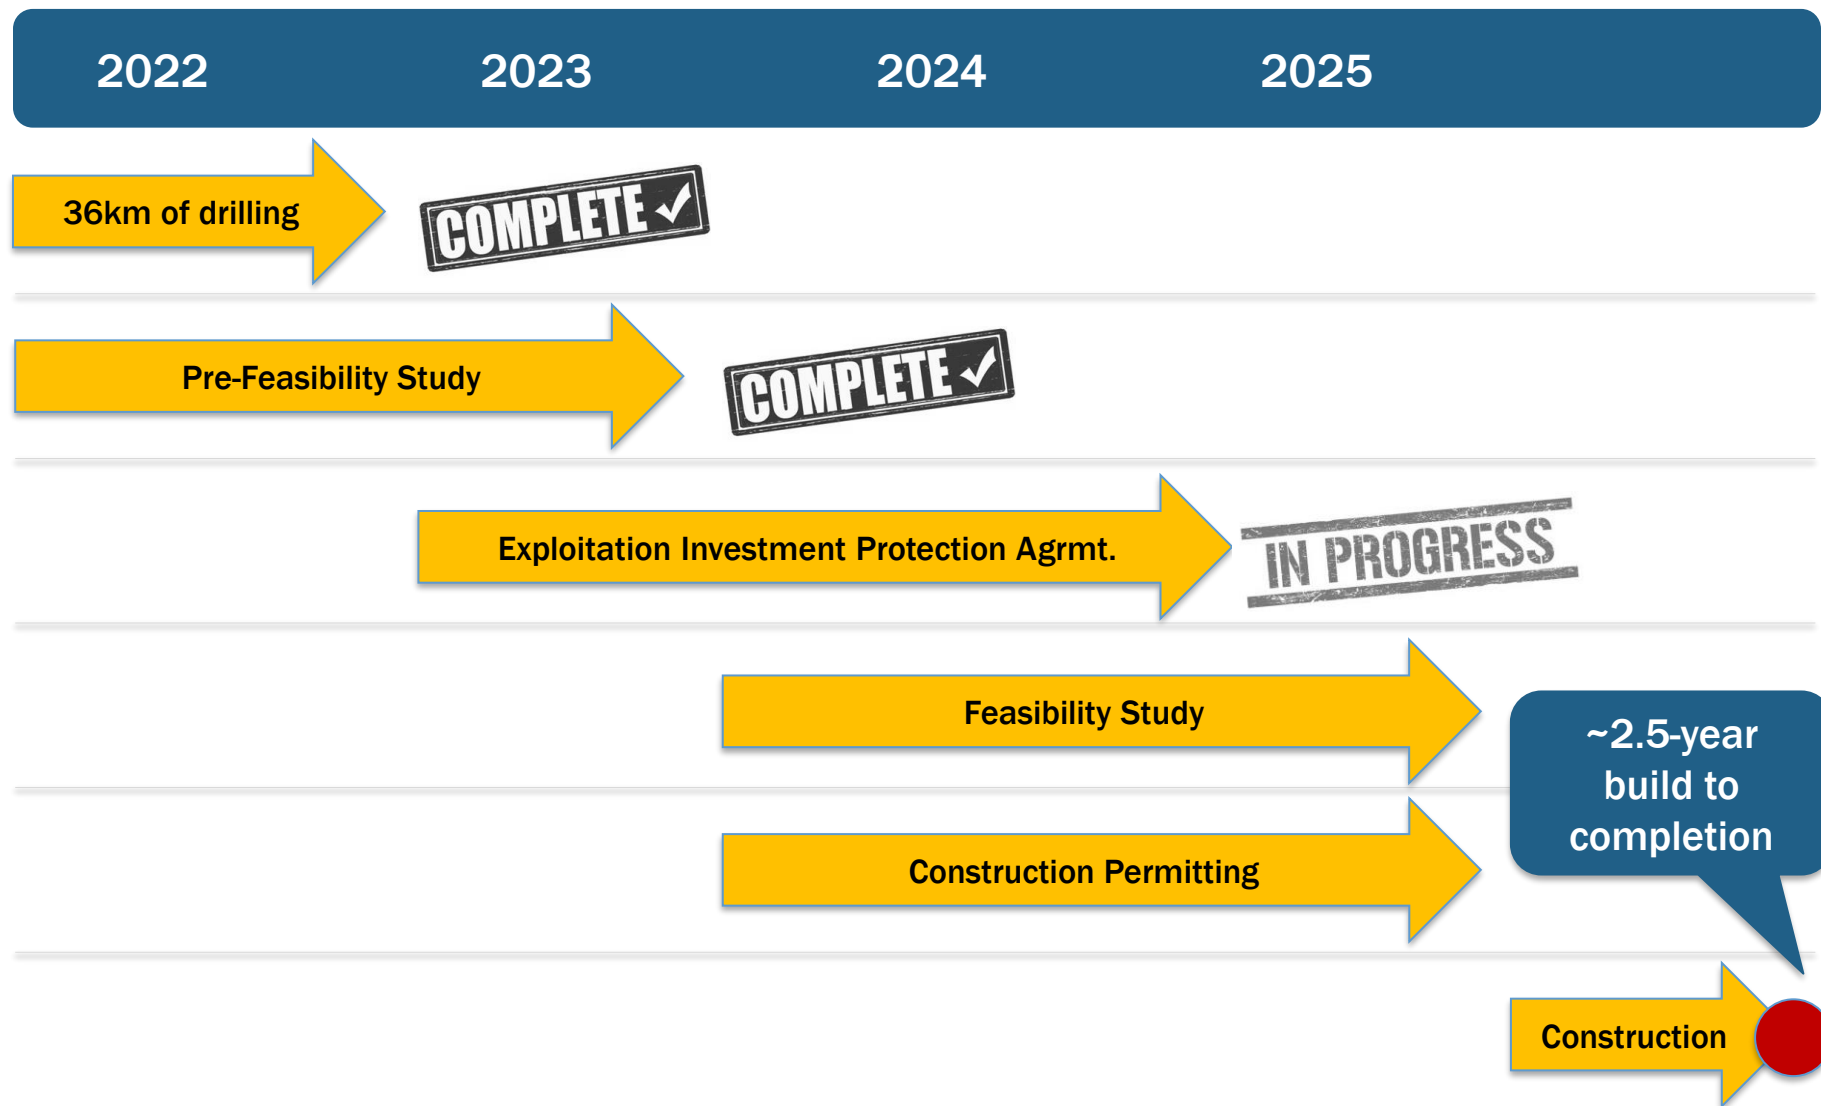 2022 2023 2024 2025
36km of drilling
COMPLETE
Pre-Feasibility Study
COMPLETE
Exploitation Investment Protection Agrmt.
IN PROGRESS
Feasibility Study
~2.5-year
build to
completion
Construction Permitting
Construction